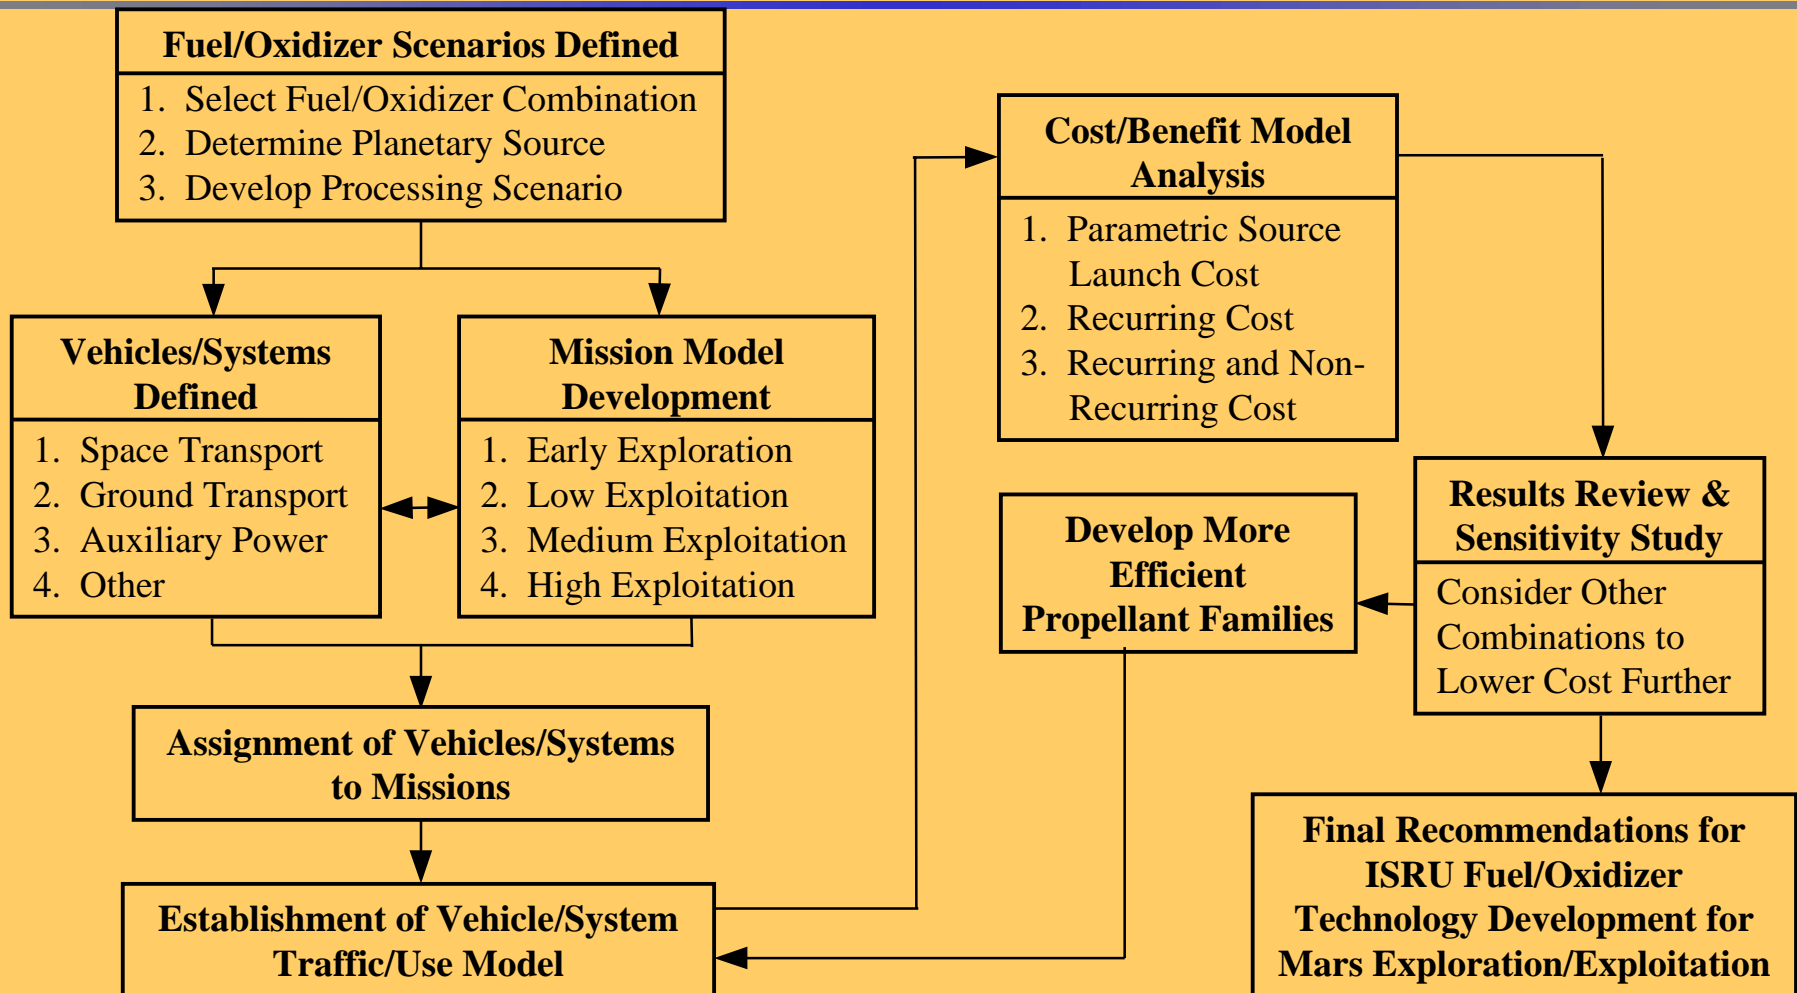 Fuel/Oxidizer Scenarios Defined
1. Select Fuel/Oxidizer Combination
2. Determine Planetary Source
3. Develop Processing Scenario
Vehicles/Systems
Defined
1. Space Transport
2. Ground Transport
3. Auxiliary Power
4. Other
Mission Model
Development
1. Early Exploration
2. Low Exploitation
3. Medium Exploitation
4. High Exploitation
Assignment of Vehicles/Systems
to Missions
Establishment of Vehicle/System
Traffic/Use Model
Cost/Benefit Model
Analysis
1. Parametric Source
Launch Cost
2. Recurring Cost
3. Recurring and Non-
Recurring Cost
Results Review &
Sensitivity Study
Consider Other
Combinations to
Lower Cost Further
Develop More
Efficient
Propellant Families
Final Recommendations for
ISRU Fuel/Oxidizer
Technology Development for
Mars Exploration/Exploitation